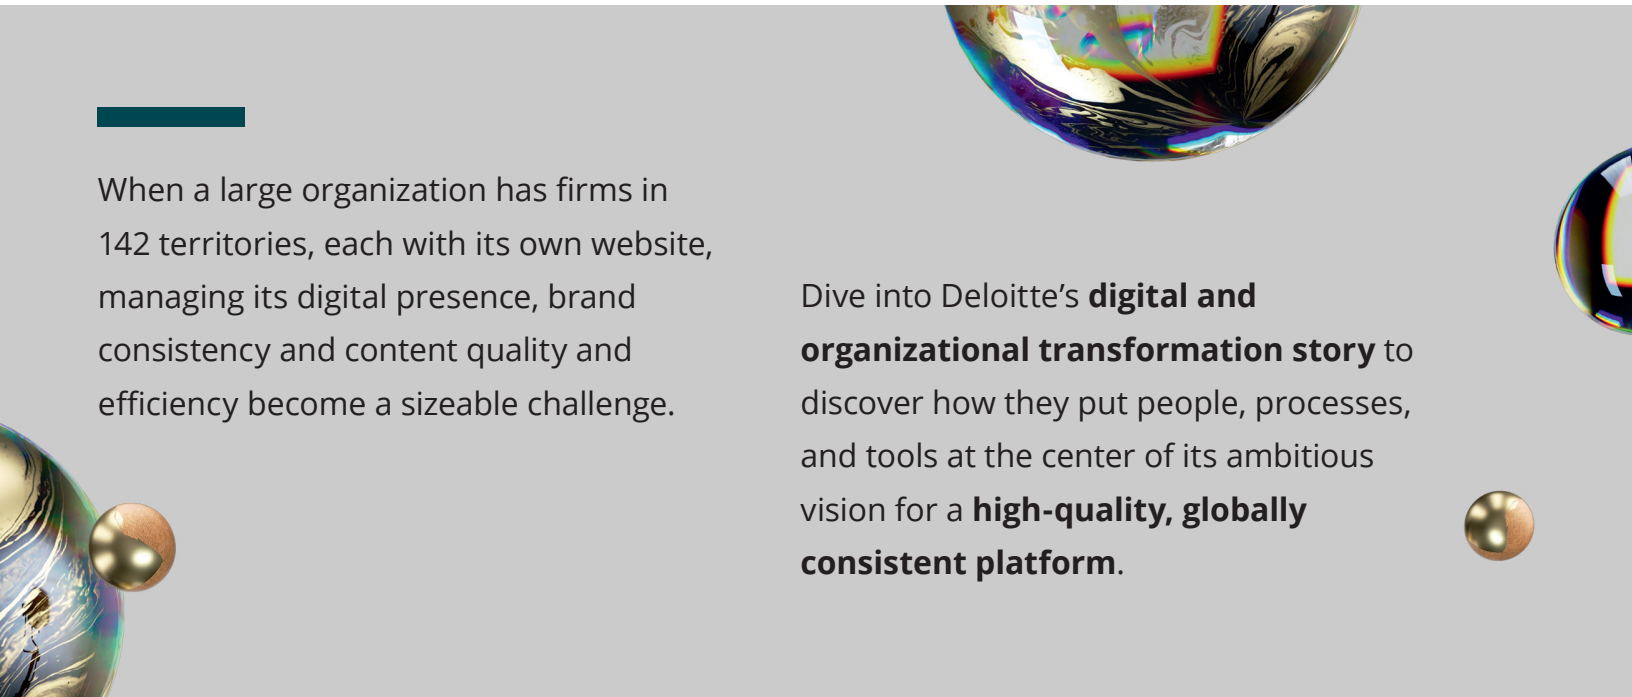 When a large organization has firms in
142 territories, each with its own website,
managing its digital presence, brand
consistency and content quality and
efficiency become a sizeable challenge.
Dive into Deloitte’s digital and
organizational transformation story to
discover how they put people, processes,
and tools at the center of its ambitious
vision for a high-quality, globally
consistent platform.